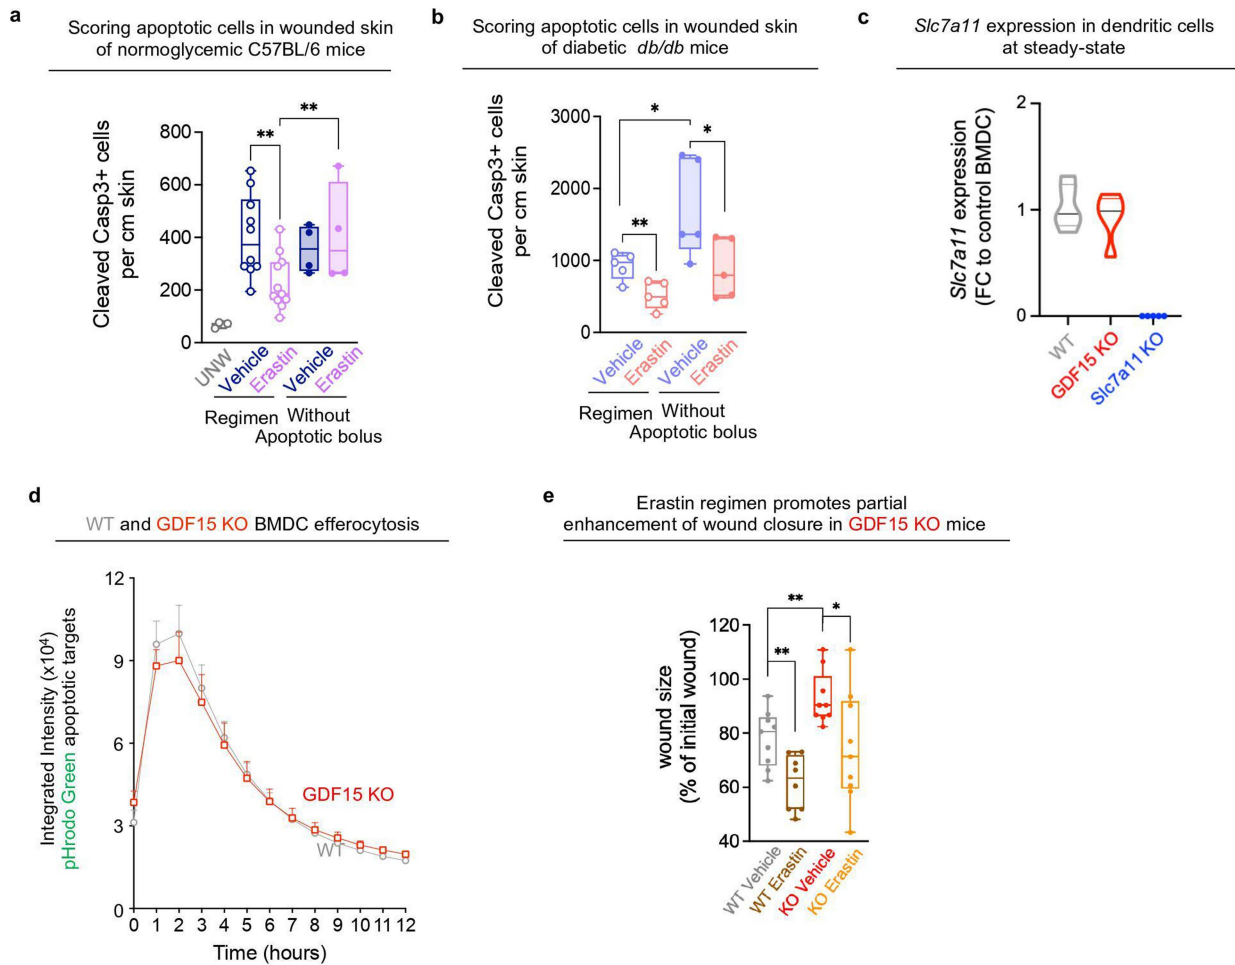 a
Scoring apoptotic cells in wounded skin
of normoglycemic C57BL/6 mice
Cleaved Casp3+ cells
per cm skin
800
600
400
200
0
**
**
UNW
Vehicle
Erastin
Vehicle
Erastin
Regimen
Without
Apoptotic bolus
b
Scoring apoptotic cells in wounded skin
of diabetic db/db mice
Cleaved Casp3+ cells
per cm skin
3000
2000
1000
0
*
*
**
Vehicle
Erastin
Vehicle
Erastin
Regimen
Without
Apoptotic bolus
c
Slc7a11 expression in dendritic cells
at steady-state
Slc7a11 expression
(FC to control BMDC)
2
1
0
WT
GDF15 KO
Slc7a11 KO
d
WT and GDF15 KO BMDC efferocytosis
Integrated Intensity (x10⁴)
pHrodo Green apoptotic targets
12
9
6
3
0
GDF15 KO
WT
0 1 2 3 4 5 6 7 8 9 10 11 12
Time (hours)
e
Erastin regimen promotes partial
enhancement of wound closure in GDF15 KO mice
wound size
(% of initial wound)
120
100
80
60
40
**
*
**
WT Vehicle
WT Erastin
KO Vehicle
KO Erastin